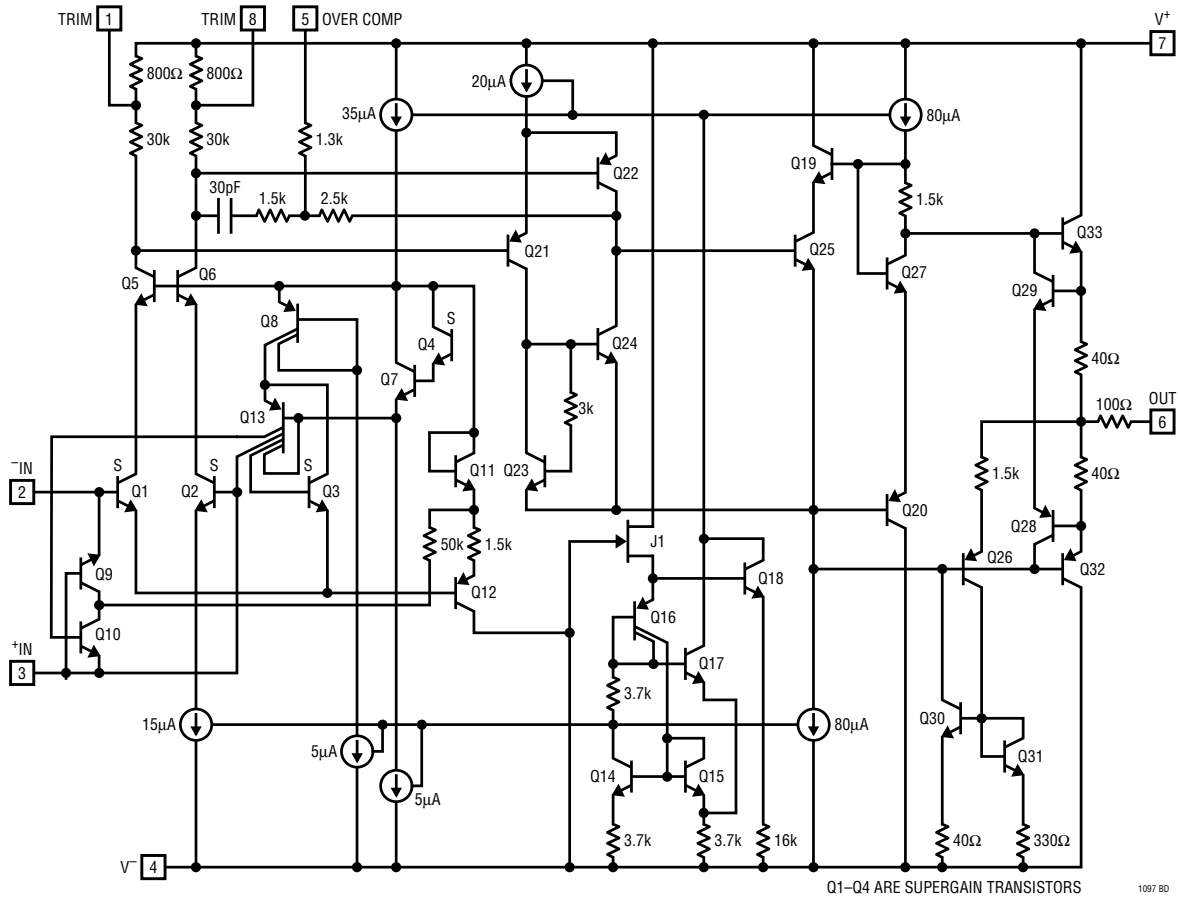 TRIM 1
TRIM 8
5 OVER COMP
V+
7
800Ω
800Ω
20µA
35µA
80µA
30k
30k
1.3k
Q19
Q22
30pF
1.5k
2.5k
1.5k
Q33
Q21
Q25
Q5
Q6
Q27
Q29
Q8
S
Q4
Q24
40Ω
Q7
OUT
100Ω
6
Q13
3k
–IN
2
S
Q1
S
Q2
S
Q3
Q11
Q23
1.5k
40Ω
Q20
Q28
50k
1.5k
J1
Q26
Q32
Q9
Q12
Q18
Q10
Q16
+IN
3
Q17
3.7k
15µA
5µA
80µA
Q30
Q31
5µA
Q14
Q15
3.7k
3.7k
16k
40Ω
330Ω
V– 4
Q1–Q4 ARE SUPERGAIN TRANSISTORS
1097 BD